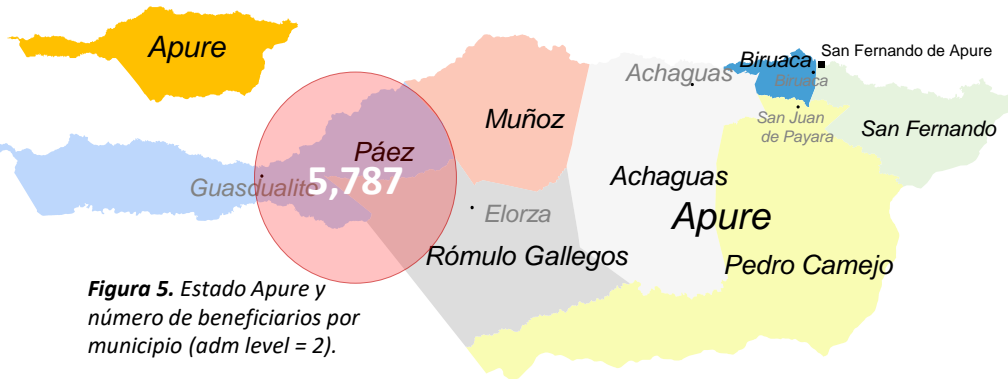 Apure
San Fernando de Apure
Biruaca
Biruaca
Achaguas
Muñoz
San Juan
de Payara
San Fernando
Páez
5,787
Guasdualito
Achaguas
Elorza
Apure
Rómulo Gallegos
Pedro Camejo
Figura 5. Estado Apure y
número de beneficiarios por
municipio (adm level = 2).